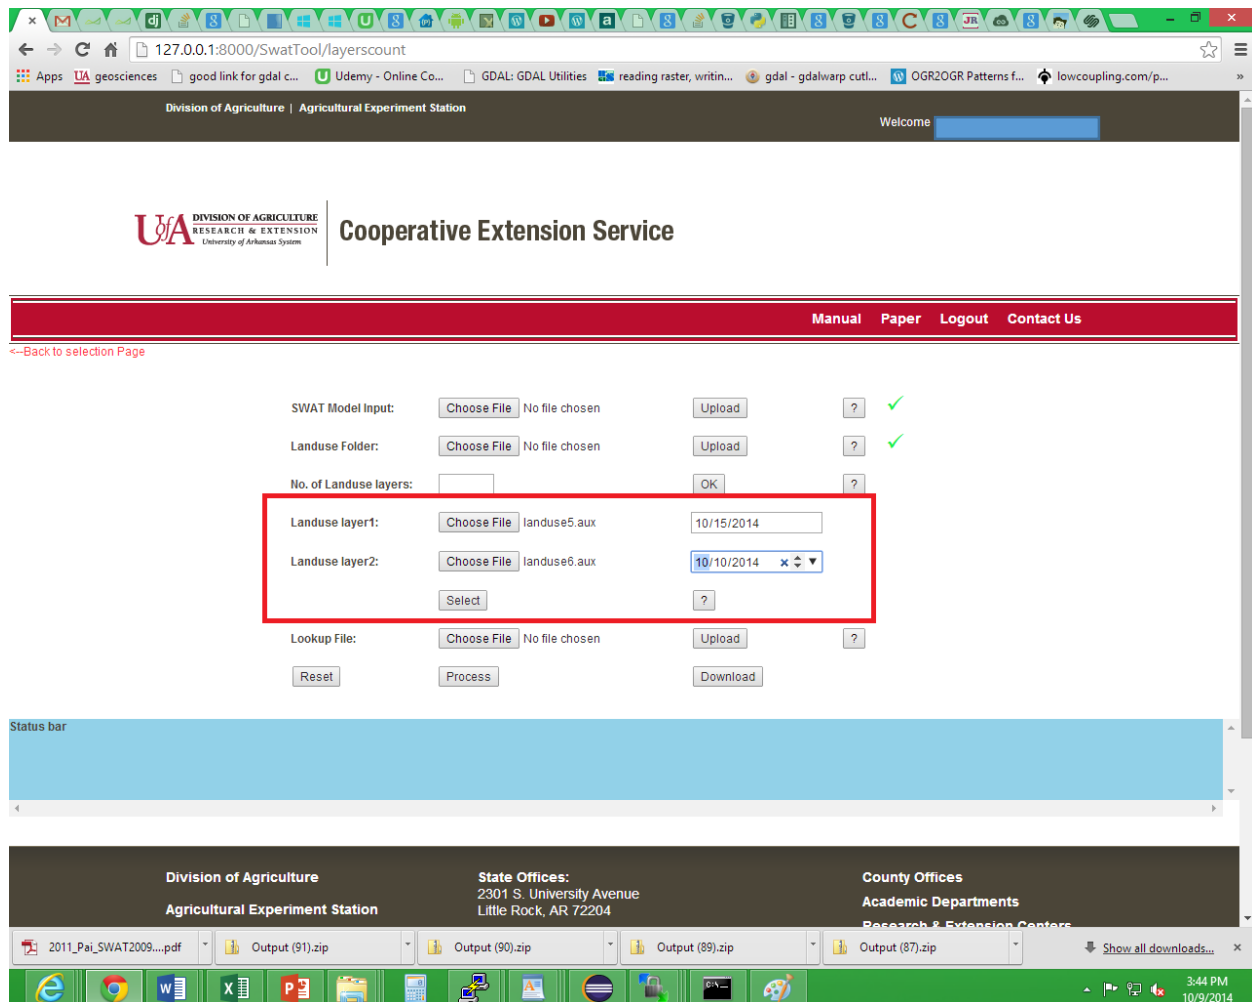 127.0.0.1:8000/SwatTool/layerscount
Apps UA geosciences good link for gdal c... Udemy - Online Co... GDAL: GDAL Utilities reading raster, writin... gdal - gdalwarp cutl... OGR2OGR Patterns f... lowcoupling.com/p... »
Division of Agriculture | Agricultural Experiment Station
Welcome
UofA DIVISION OF AGRICULTURE
RESEARCH & EXTENSION
University of Arkansas System
Cooperative Extension Service
Manual Paper Logout Contact Us
<--Back to selection Page
SWAT Model Input: Choose File No file chosen Upload ?
Landuse Folder: Choose File No file chosen Upload ?
No. of Landuse layers: OK ?
Landuse layer1: Choose File landuse5.aux 10/15/2014
Landuse layer2: Choose File landuse6.aux 10/10/2014
Select ?
Lookup File: Choose File No file chosen Upload ?
Reset Process Download
Status bar
Division of Agriculture State Offices: County Offices
2301 S. University Avenue
Agricultural Experiment Station Little Rock, AR 72204 Academic Departments
Research & Extension Centers
2011_Pai_SWAT2009....pdf Output (91).zip Output (90).zip Output (89).zip Output (87).zip Show all downloads...
3:44 PM
10/9/2014